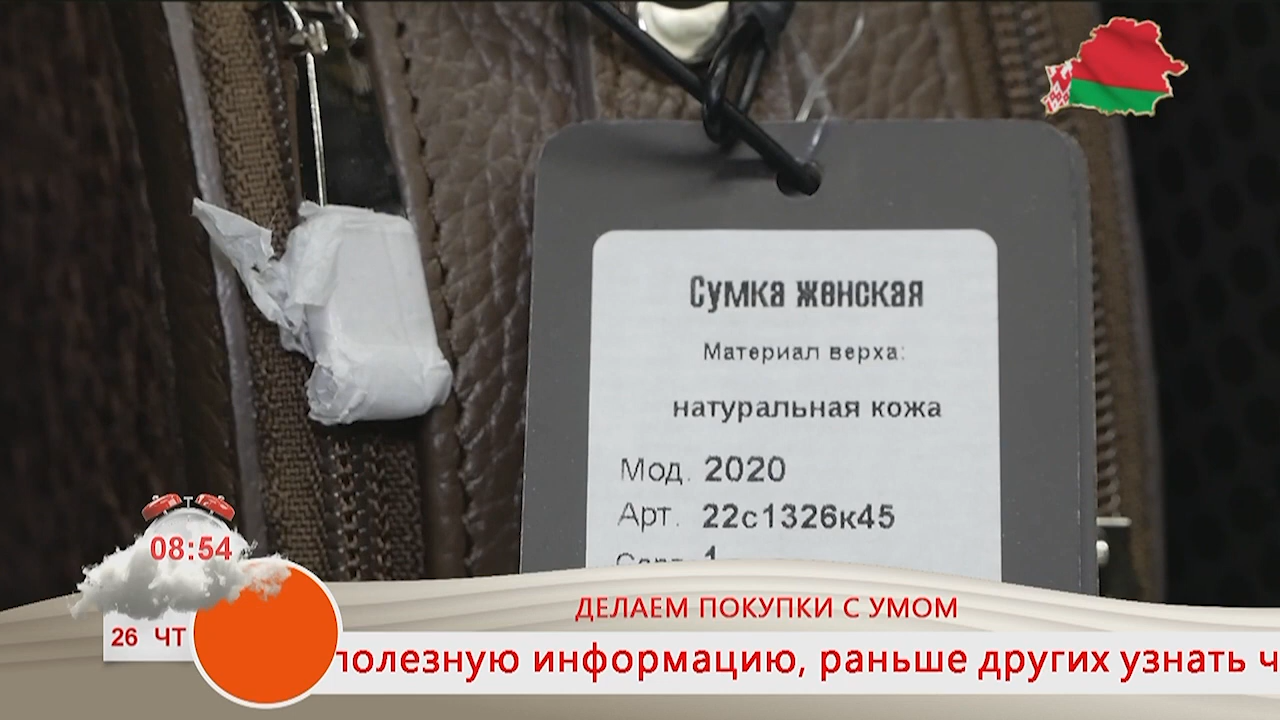 Сумка женская
Материал верха:
натуральная кожа
Мод. 2020
Арт. 22с1326к45
08:54
26 ЧТ
ДЕЛАЕМ ПОКУПКИ С УМОМ
полезную информацию, раньше других узнать ч